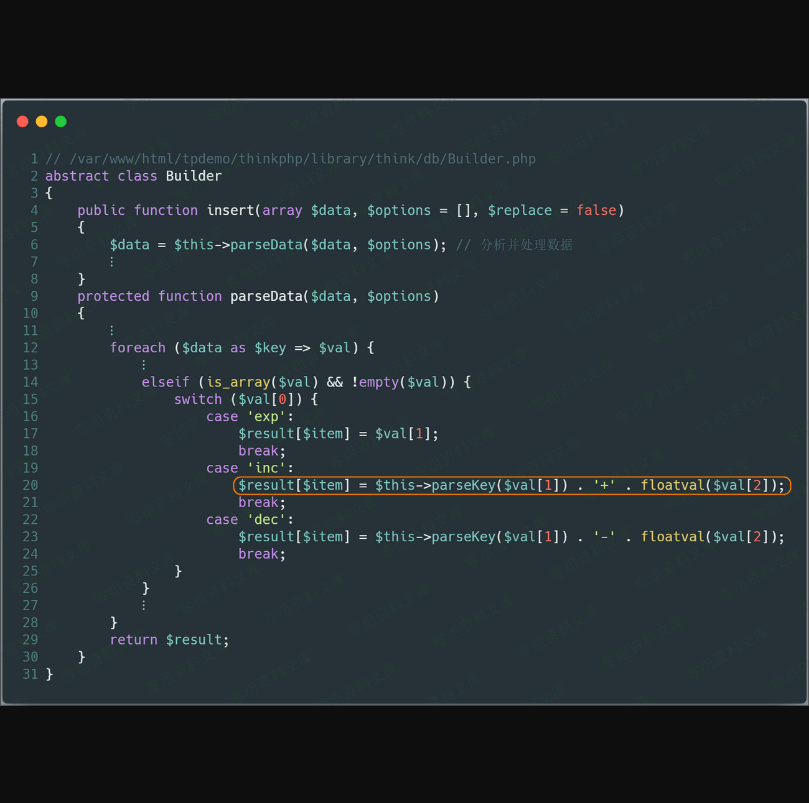 1 // /var/www/html/tpdemo/thinkphp/library/think/db/Builder.php
2 abstract class Builder
3 {
4     public function insert(array $data, $options = [], $replace = false)
5     {
6         $data = $this->parseData($data, $options); // 分析并处理数据
7         ⋮
8     }
9     protected function parseData($data, $options)
10     {
11         ⋮
12         foreach ($data as $key => $val) {
13             ⋮
14             elseif (is_array($val) && !empty($val)) {
15                 switch ($val[0]) {
16                     case 'exp':
17                         $result[$item] = $val[1];
18                         break;
19                     case 'inc':
20                         $result[$item] = $this->parseKey($val[1]) . '+' . floatval($val[2]);
21                         break;
22                     case 'dec':
23                         $result[$item] = $this->parseKey($val[1]) . '-' . floatval($val[2]);
24                         break;
25                 }
26             }
27             ⋮
28         }
29         return $result;
30     }
31 }